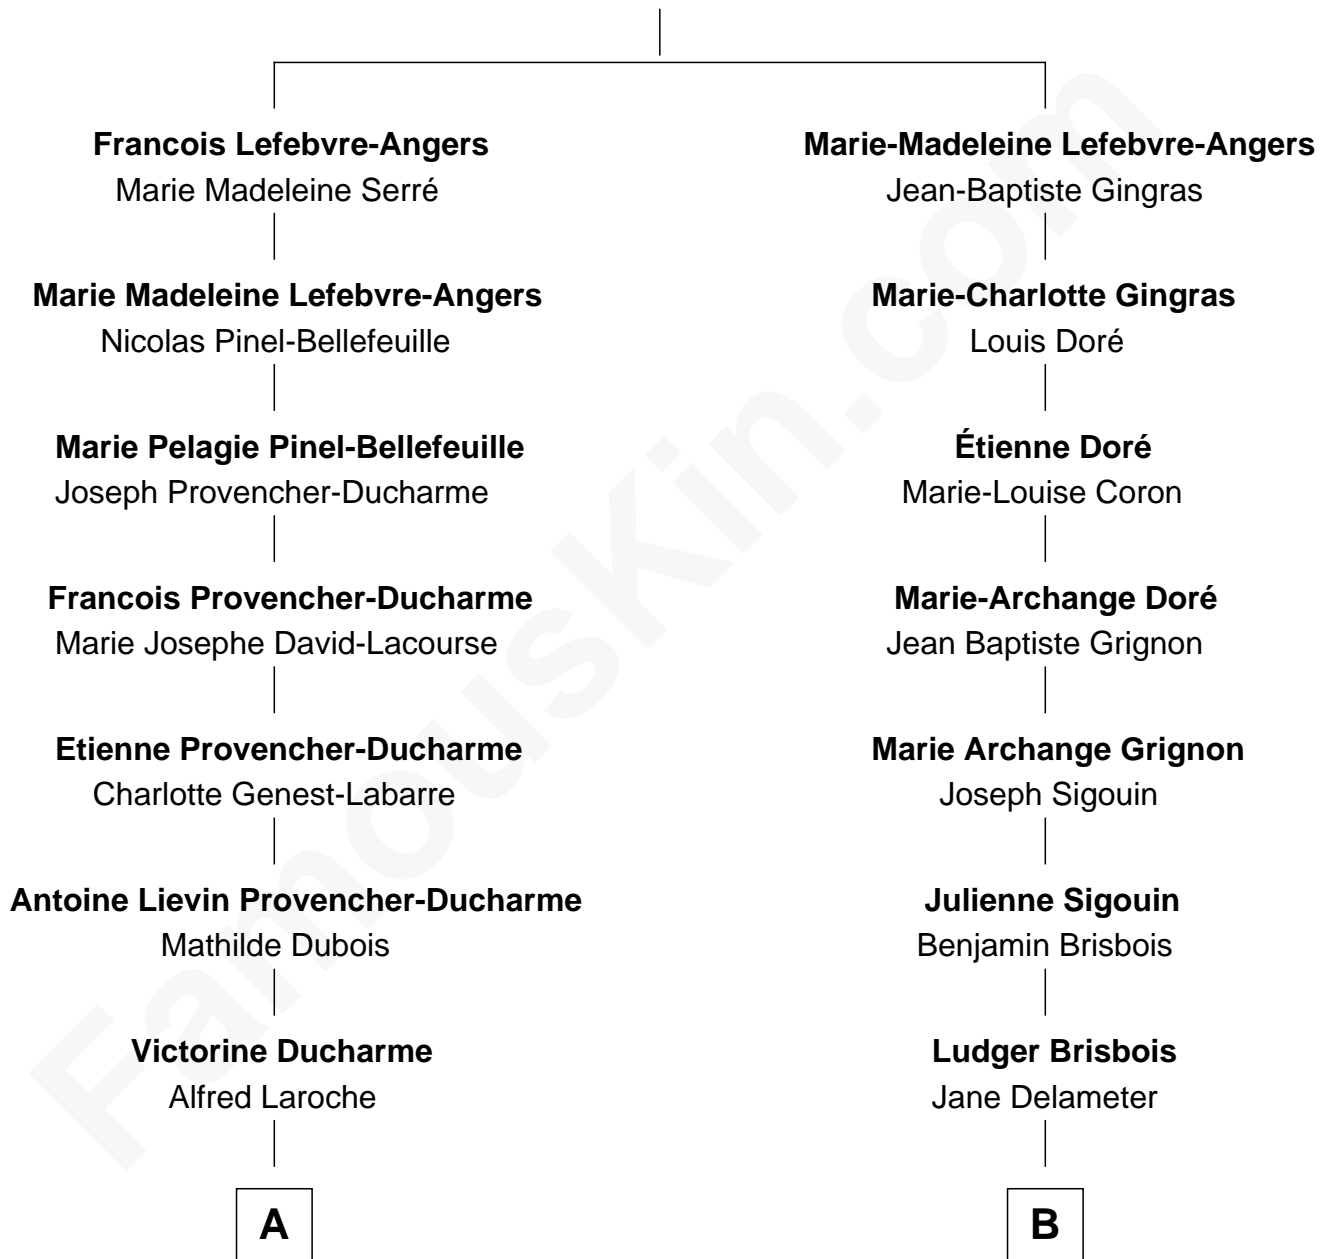 Francois Lefebvre-Angers
Marie Madeleine Serré
Marie Madeleine Lefebvre-Angers
Nicolas Pinel-Bellefeuille
Marie Pelagie Pinel-Bellefeuille
Joseph Provencher-Ducharme
Francois Provencher-Ducharme
Marie Josephe David-Lacourse
Etienne Provencher-Ducharme
Charlotte Genest-Labarre
Antoine Lievin Provencher-Ducharme
Mathilde Dubois
Victorine Ducharme
Alfred Laroche
A
Marie-Madeleine Lefebvre-Angers
Jean-Baptiste Gingras
Marie-Charlotte Gingras
Louis Doré
Étienne Doré
Marie-Louise Coron
Marie-Archange Doré
Jean Baptiste Grignon
Marie Archange Grignon
Joseph Sigouin
Julienne Sigouin
Benjamin Brisbois
Ludger Brisbois
Jane Delameter
B
FamousKin.com